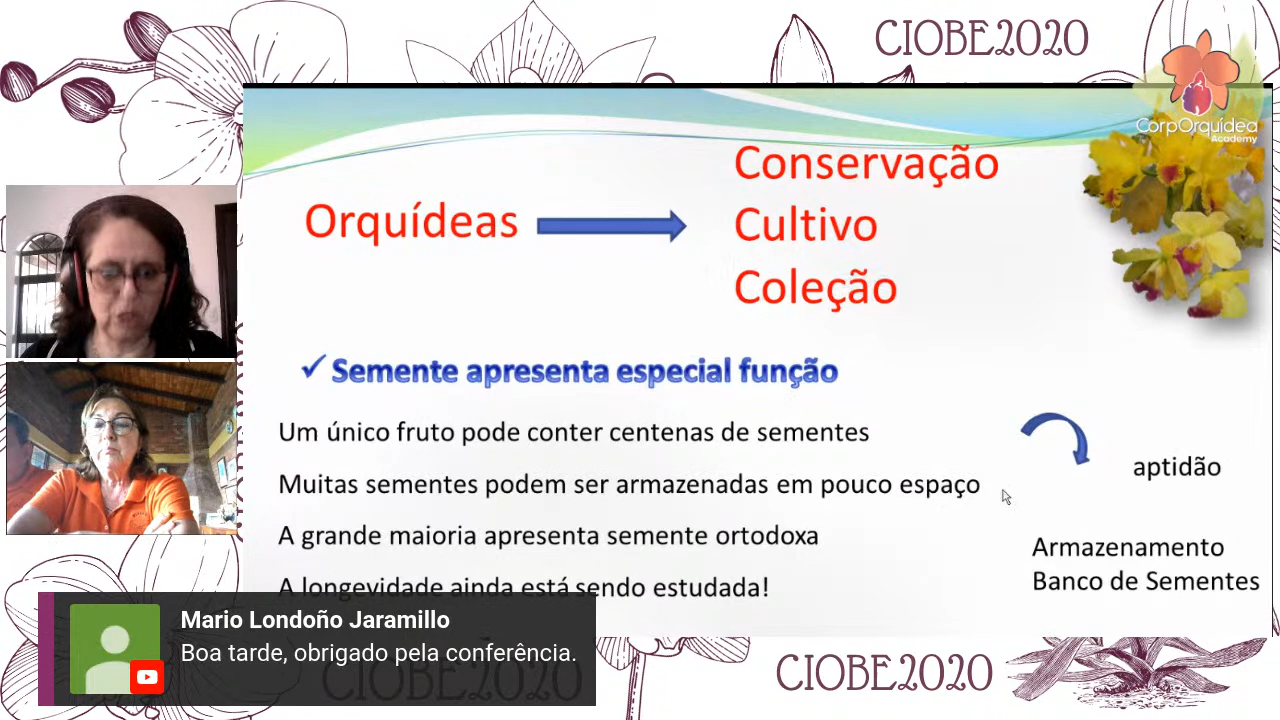 CIOBE2020
CorpOrquídea
Academy
Conservação
Orquídeas
Cultivo
Coleção
✓ Semente apresenta especial função
Um único fruto pode conter centenas de sementes
Muitas sementes podem ser armazenadas em pouco espaço
aptidão
A grande maioria apresenta semente ortodoxa
Armazenamento
Banco de Sementes
A longevidade ainda está sendo estudada!
Mario Londoño Jaramillo
Boa tarde, obrigado pela conferência.
CIOBE2020
CIOBE2020